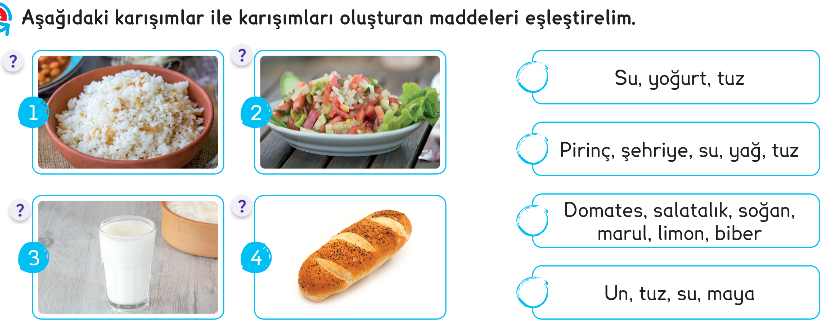 Aşağıdaki karışımlar ile karışımları oluşturan maddeleri eşleştirelim.
?
1
?
2
?
3
?
4
Su, yoğurt, tuz
Pirinç, şehriye, su, yağ, tuz
Domates, salatalık, soğan,
marul, limon, biber
Un, tuz, su, maya